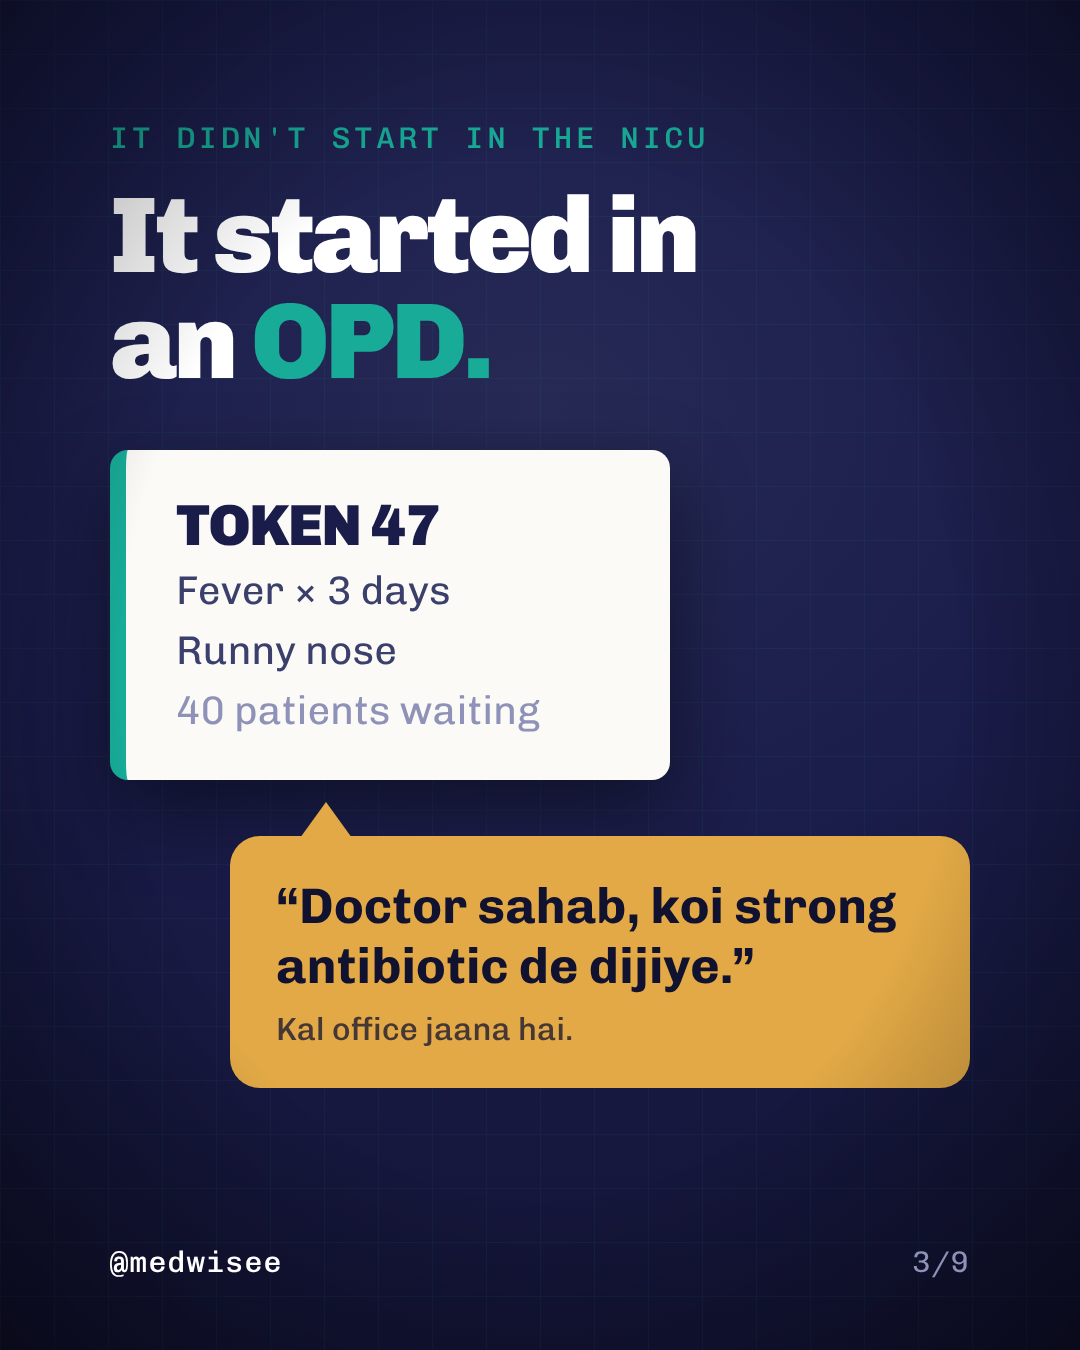 IT DIDN'T START IN THE NICU
It started in
an OPD.
TOKEN 47
Fever × 3 days
Runny nose
40 patients waiting
“Doctor sahab, koi strong
antibiotic de dijiye.”
Kal office jaana hai.
@medwisee
3/9